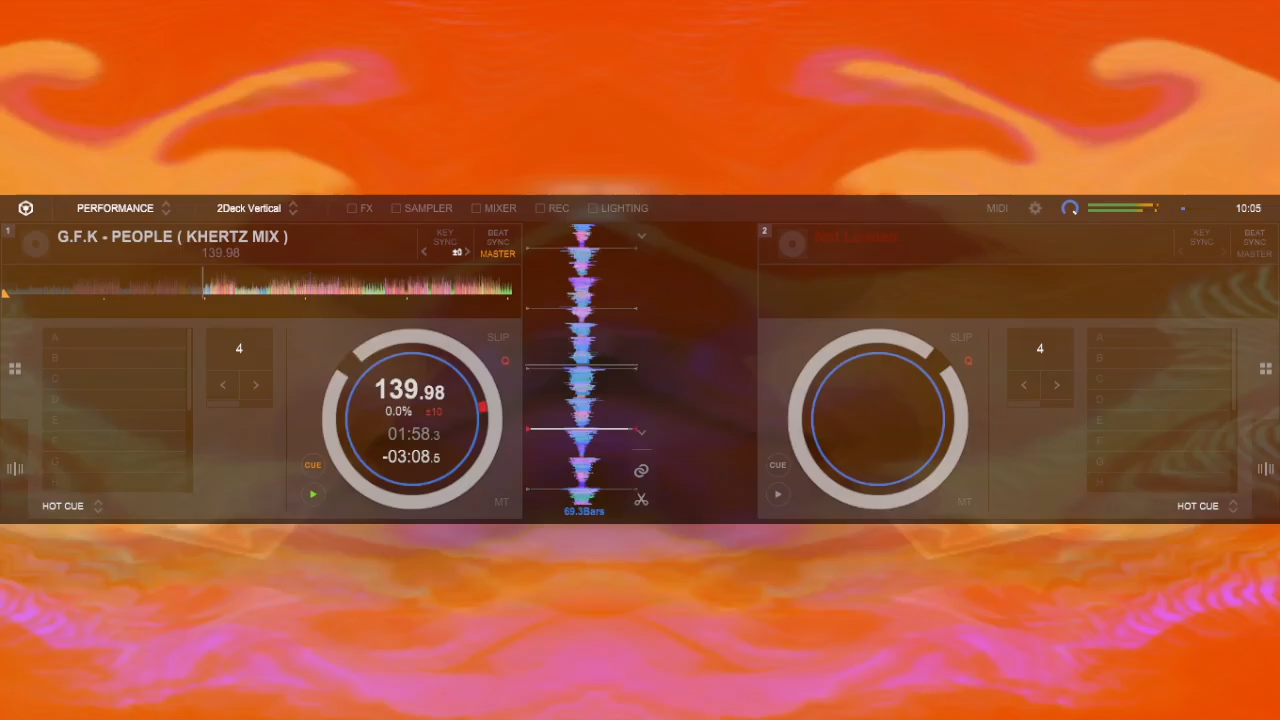 PERFORMANCE 2Deck Vertical FX SAMPLER MIXER REC LIGHTING MIDI 10:05
1 G.F.K - PEOPLE ( KHERTZ MIX ) KEY SYNC BEAT SYNC
139.98 ±0 MASTER
2 Not Loaded. KEY SYNC BEAT SYNC
MASTER
A
B
C
D
E
F
G
4
SLIP
Q
139.98
0.0% ±10
01:58.3
-03:08.5
CUE
MT
HOT CUE
69.3Bars
SLIP
Q
CUE
MT
4
A
B
C
D
E
F
G
H
HOT CUE